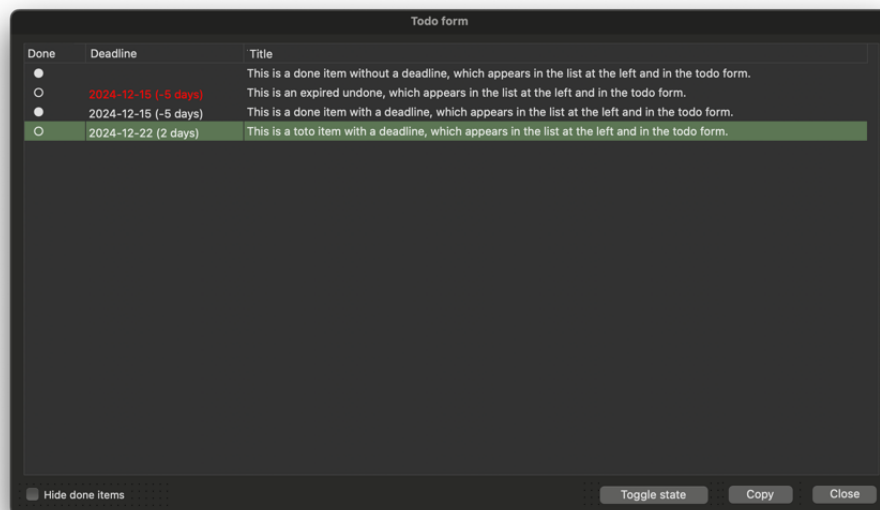 Todo form
Done Deadline Title
This is a done item without a deadline, which appears in the list at the left and in the todo form.
2024-12-15 (-5 days) This is an expired undone, which appears in the list at the left and in the todo form.
2024-12-15 (-5 days) This is a done item with a deadline, which appears in the list at the left and in the todo form.
2024-12-22 (2 days) This is a toto item with a deadline, which appears in the list at the left and in the todo form.
Hide done items Toggle state Copy Close